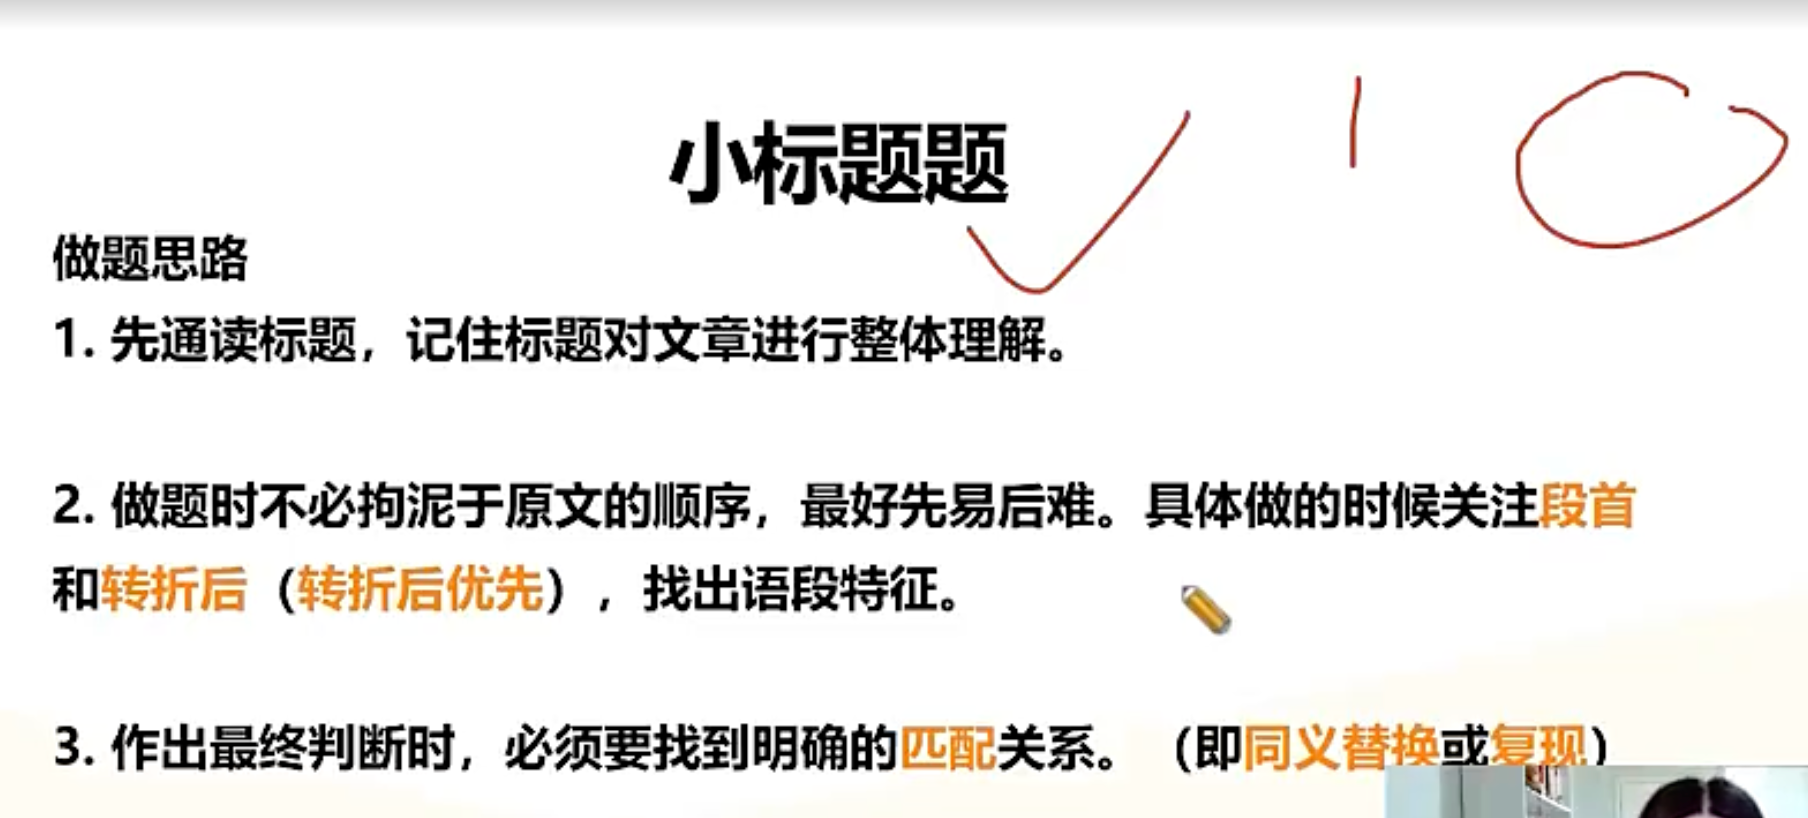 小标题题
做题思路
1. 先通读标题，记住标题对文章进行整体理解。
2. 做题时不必拘泥于原文的顺序，最好先易后难。具体做的时候关注段首
和转折后（转折后优先），找出语段特征。
3. 作出最终判断时，必须要找到明确的匹配关系。（即同义替换或复现）